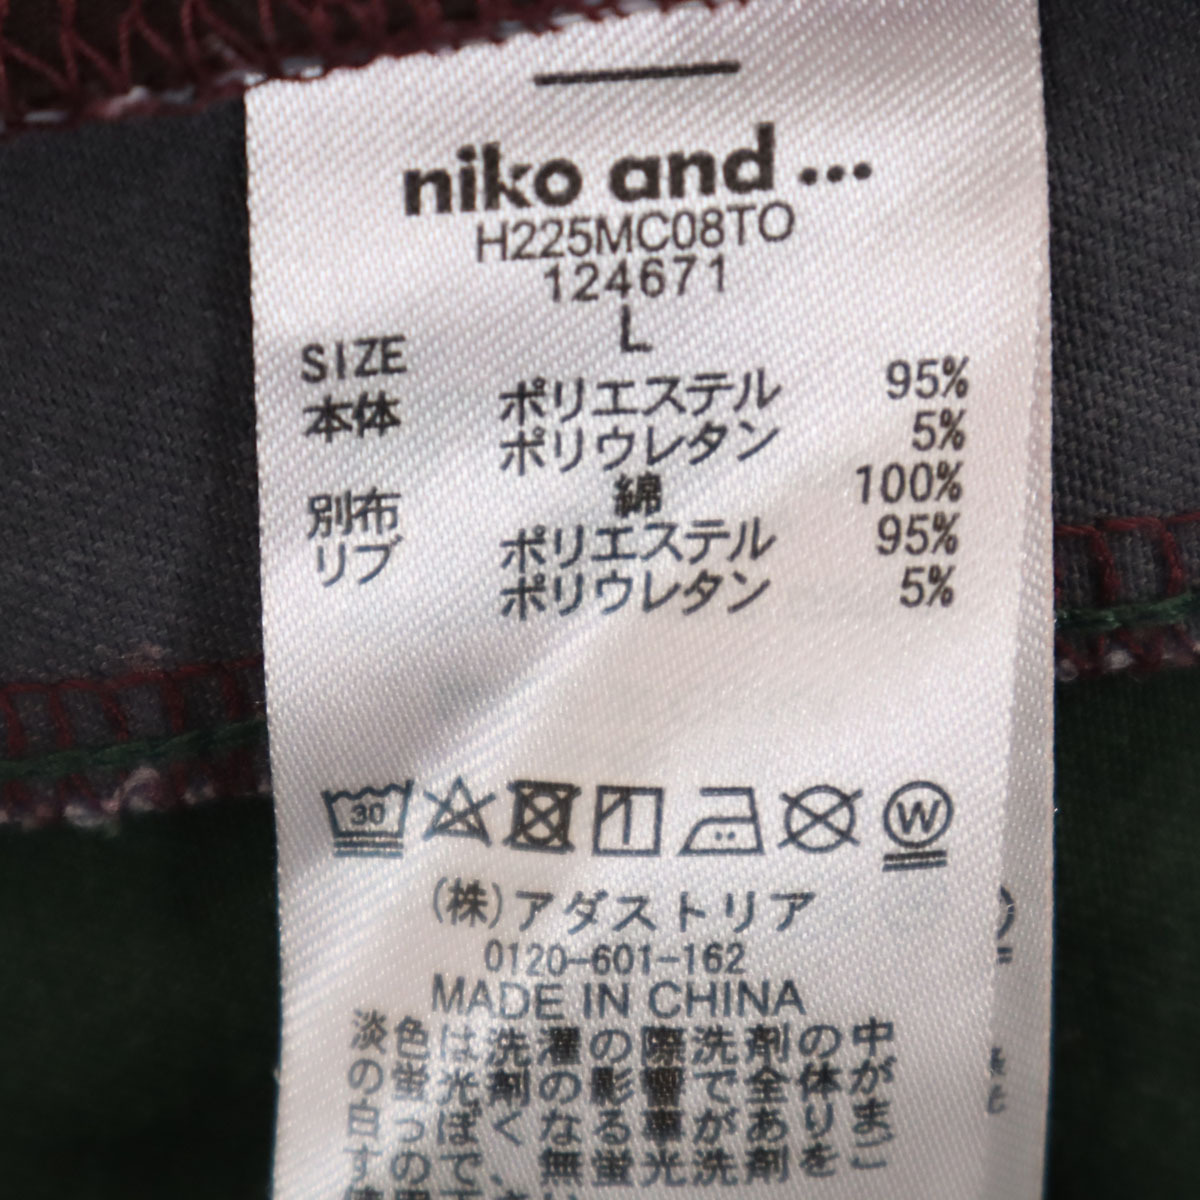 niko and ...
H225MC08TO
124671
SIZE L
本体 ポリエステル 95%
ポリウレタン 5%
別布 綿 100%
リブ ポリエステル 95%
ポリウレタン 5%
30 W
(株)アダストリア
0120-601-162
MADE IN CHINA
淡色は洗濯の際洗剤の中
の蛍光剤の影響で全体が
白っぽくなる事がありま
すので、無蛍光洗剤をご